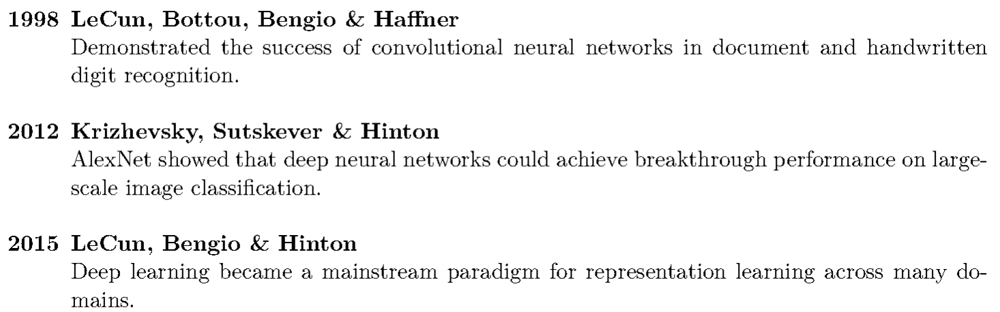 1998 LeCun, Bottou, Bengio & Haffner
Demonstrated the success of convolutional neural networks in document and handwritten
digit recognition.
2012 Krizhevsky, Sutskever & Hinton
AlexNet showed that deep neural networks could achieve breakthrough performance on large-
scale image classification.
2015 LeCun, Bengio & Hinton
Deep learning became a mainstream paradigm for representation learning across many do-
mains.